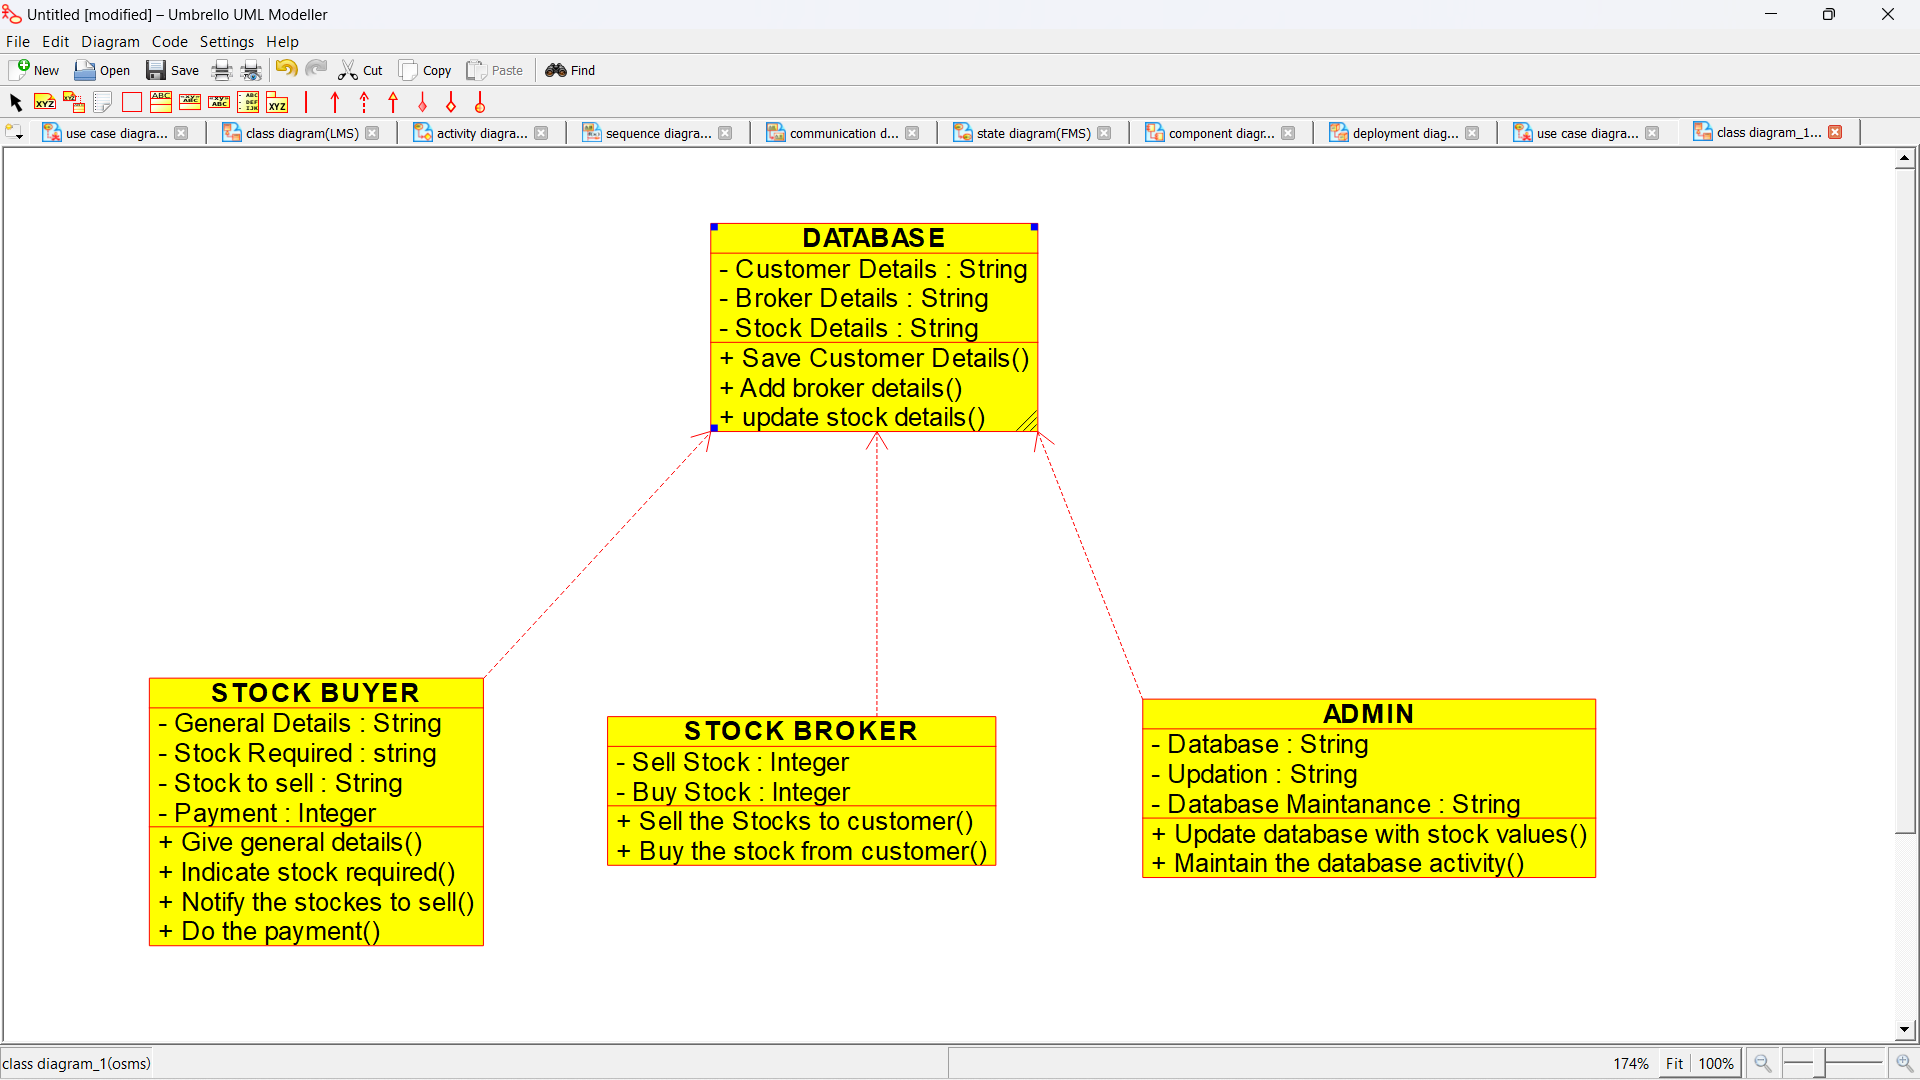 Untitled [modified] – Umbrello UML Modeller
File Edit Diagram Code Settings Help
New Open Save Cut Copy Paste Find
use case diagra... class diagram(LMS) activity diagra... sequence diagra... communication d... state diagram(FMS) component diagr... deployment diag... use case diagra... class diagram_1...
DATABASE
- Customer Details : String
- Broker Details : String
- Stock Details : String
+ Save Customer Details()
+ Add broker details()
+ update stock details()
STOCK BUYER
- General Details : String
- Stock Required : string
- Stock to sell : String
- Payment : Integer
+ Give general details()
+ Indicate stock required()
+ Notify the stockes to sell()
+ Do the payment()
STOCK BROKER
- Sell Stock : Integer
- Buy Stock : Integer
+ Sell the Stocks to customer()
+ Buy the stock from customer()
ADMIN
- Database : String
- Updation : String
- Database Maintanance : String
+ Update database with stock values()
+ Maintain the database activity()
class diagram_1(osms)
174% Fit 100%